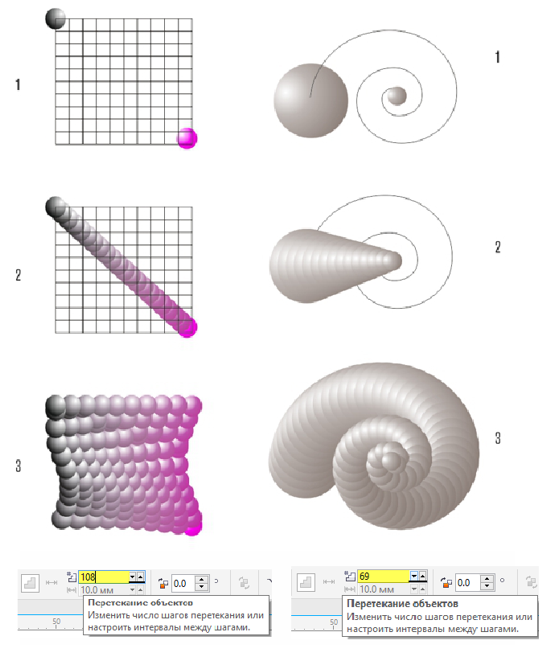 1
1
2
2
3
3
108
10.0 мм
0.0 °
50
Перетекание объектов
Изменить число шагов перетекания или
настроить интервалы между шагами.
69
10.0 мм
0.0 °
50
Перетекание объектов
Изменить число шагов перетекания или
настроить интервалы между шагами.